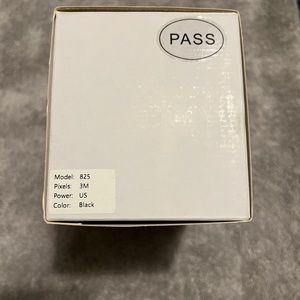 PASS
Model: 825
Pixels: 3M
Power: US
Color: Black